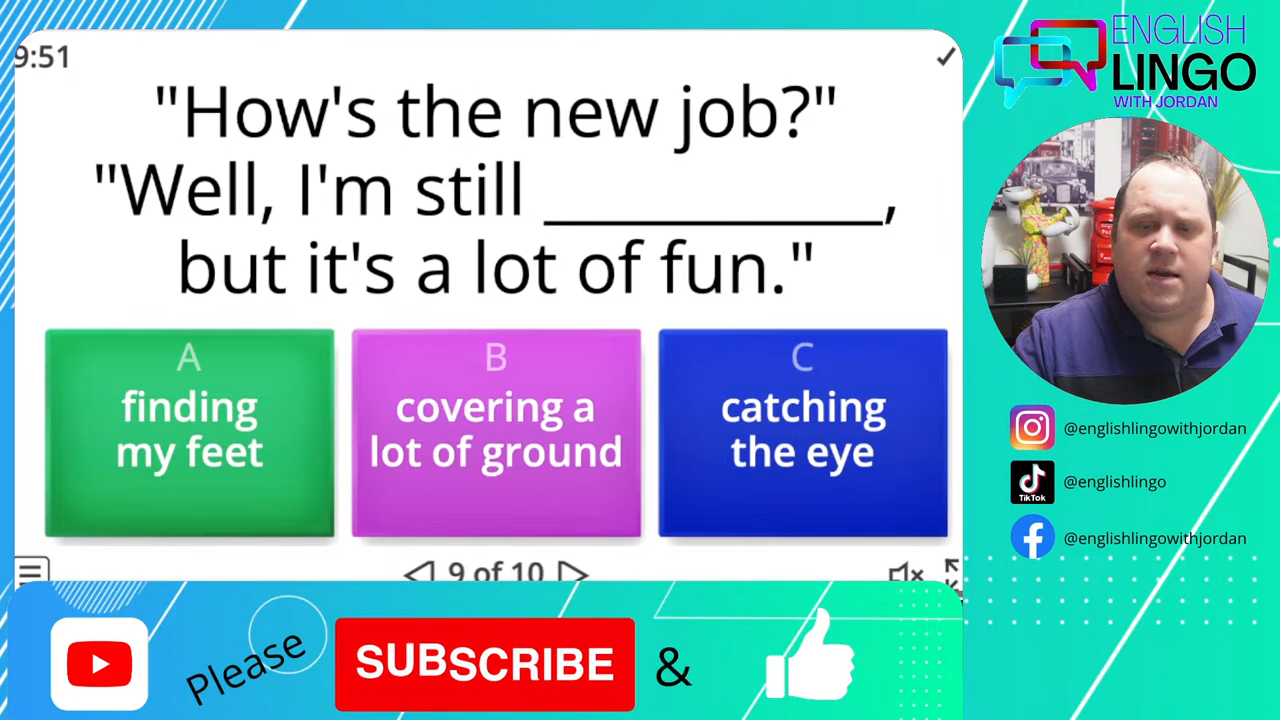 9:51
"How's the new job?"
"Well, I'm still ___________,
but it's a lot of fun."
A
finding
my feet
B
covering a
lot of ground
C
catching
the eye
9 of 10
ENGLISH
LINGO
WITH JORDAN
@englishlingowithjordan
TikTok
@englishlingo
@englishlingowithjordan
Please
SUBSCRIBE
&